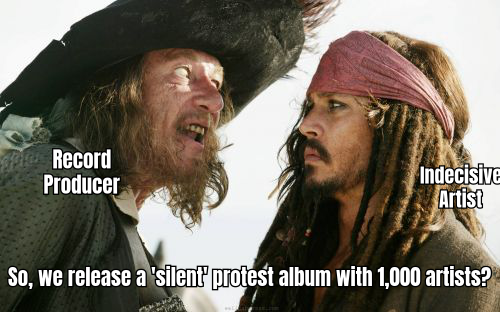 Record
Producer
Indecisive
Artist
So, we release a 'silent' protest album with 1,000 artists?